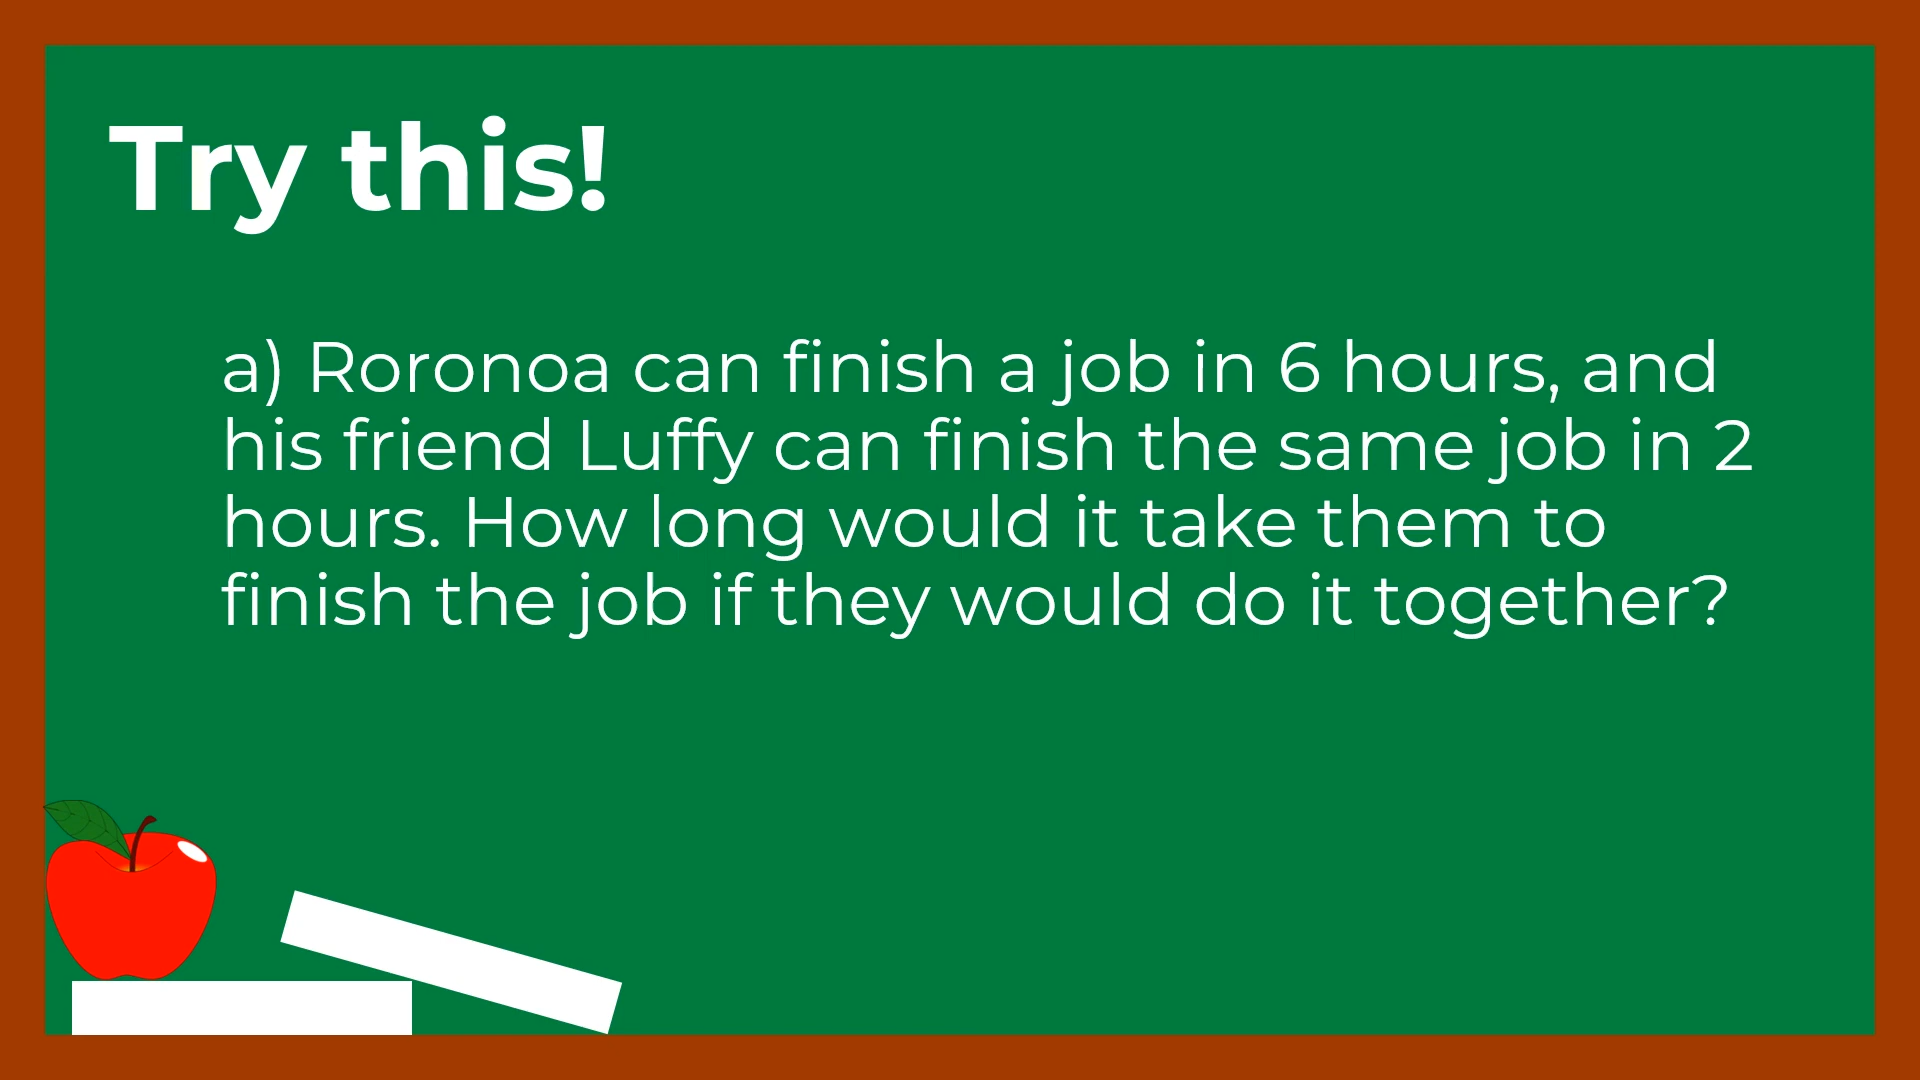 Try this!
a) Roronoa can finish a job in 6 hours, and
his friend Luffy can finish the same job in 2
hours. How long would it take them to
finish the job if they would do it together?